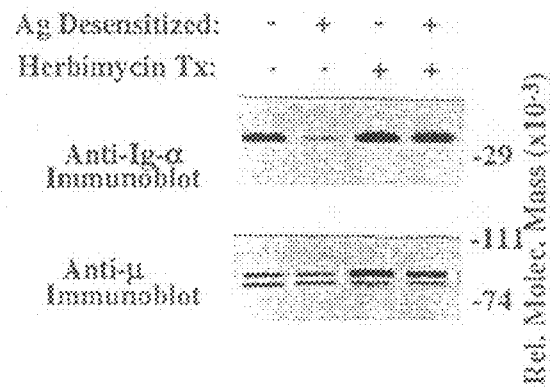 Ag Desensitized: - + - +
Herbimycin Tx: - - + +
Anti-Ig-α
Immunoblot
-29
-111
Anti-μ
Immunoblot
-74
Rel. Molec. Mass (x10-3)